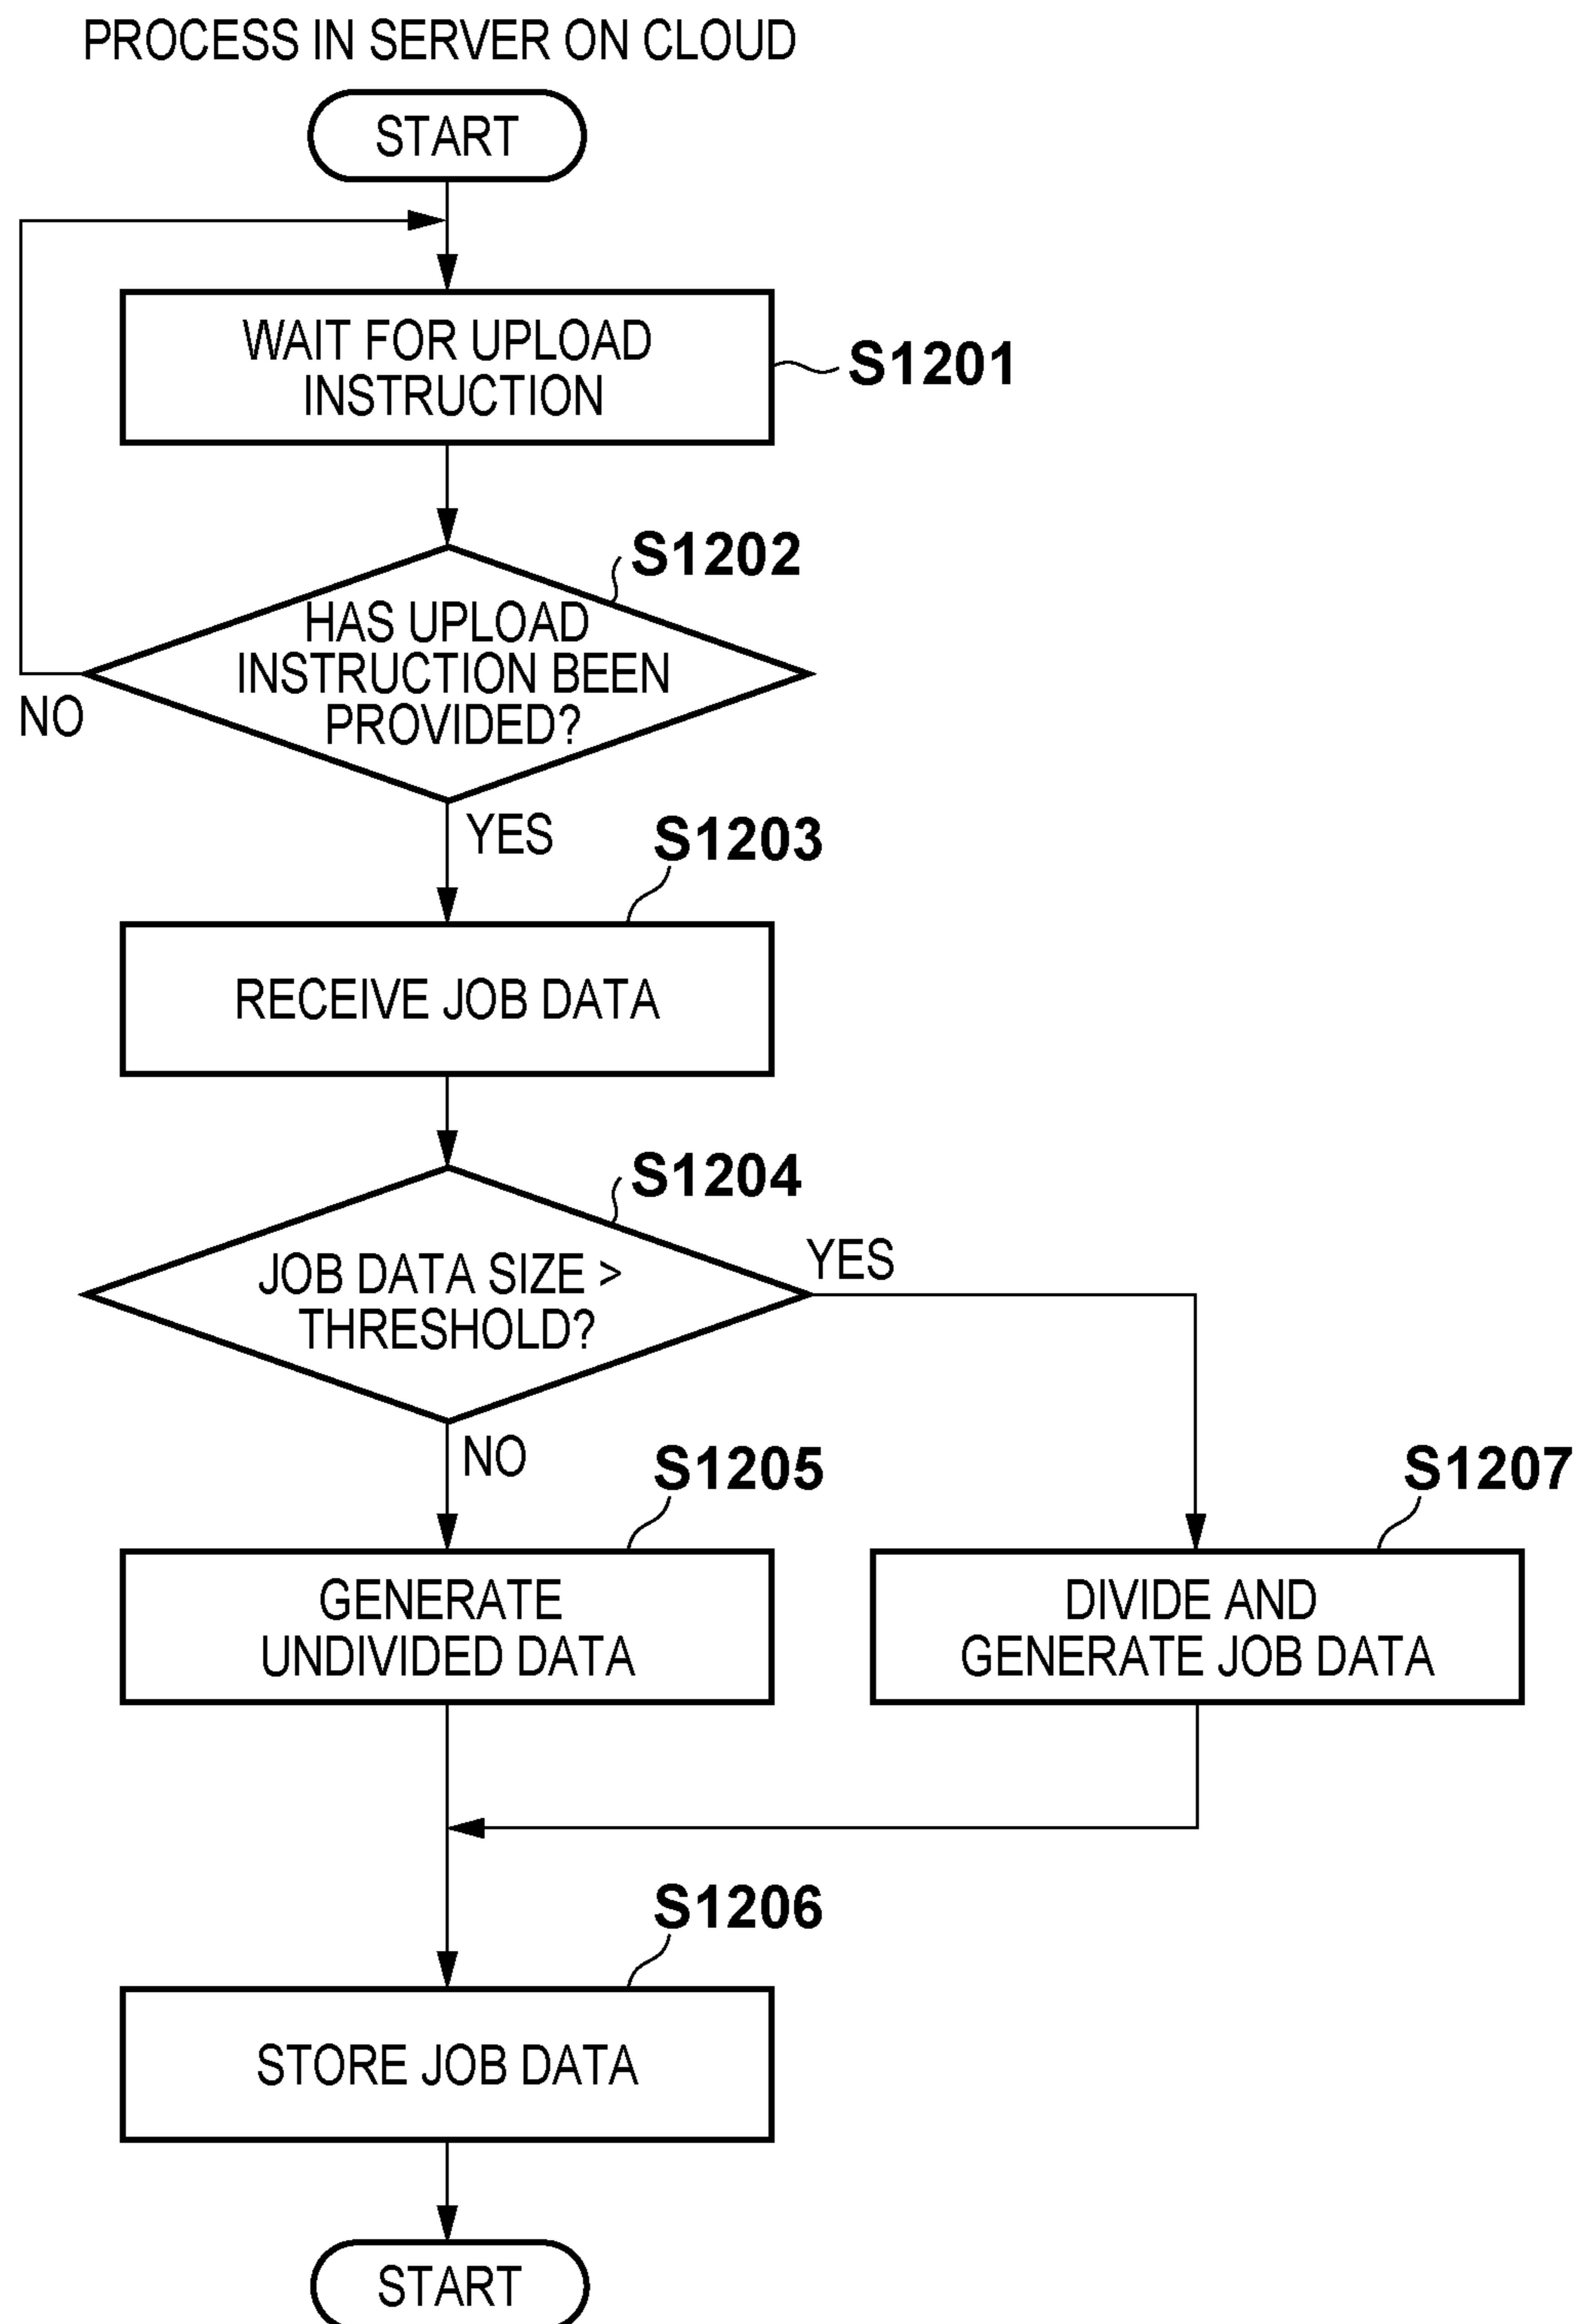 PROCESS IN SERVER ON CLOUD
START
WAIT FOR UPLOAD
INSTRUCTION
S1201
S1202
HAS UPLOAD
INSTRUCTION BEEN
PROVIDED?
NO
YES
S1203
RECEIVE JOB DATA
S1204
JOB DATA SIZE >
THRESHOLD?
YES
NO
S1205
S1207
GENERATE
UNDIVIDED DATA
DIVIDE AND
GENERATE JOB DATA
S1206
STORE JOB DATA
START